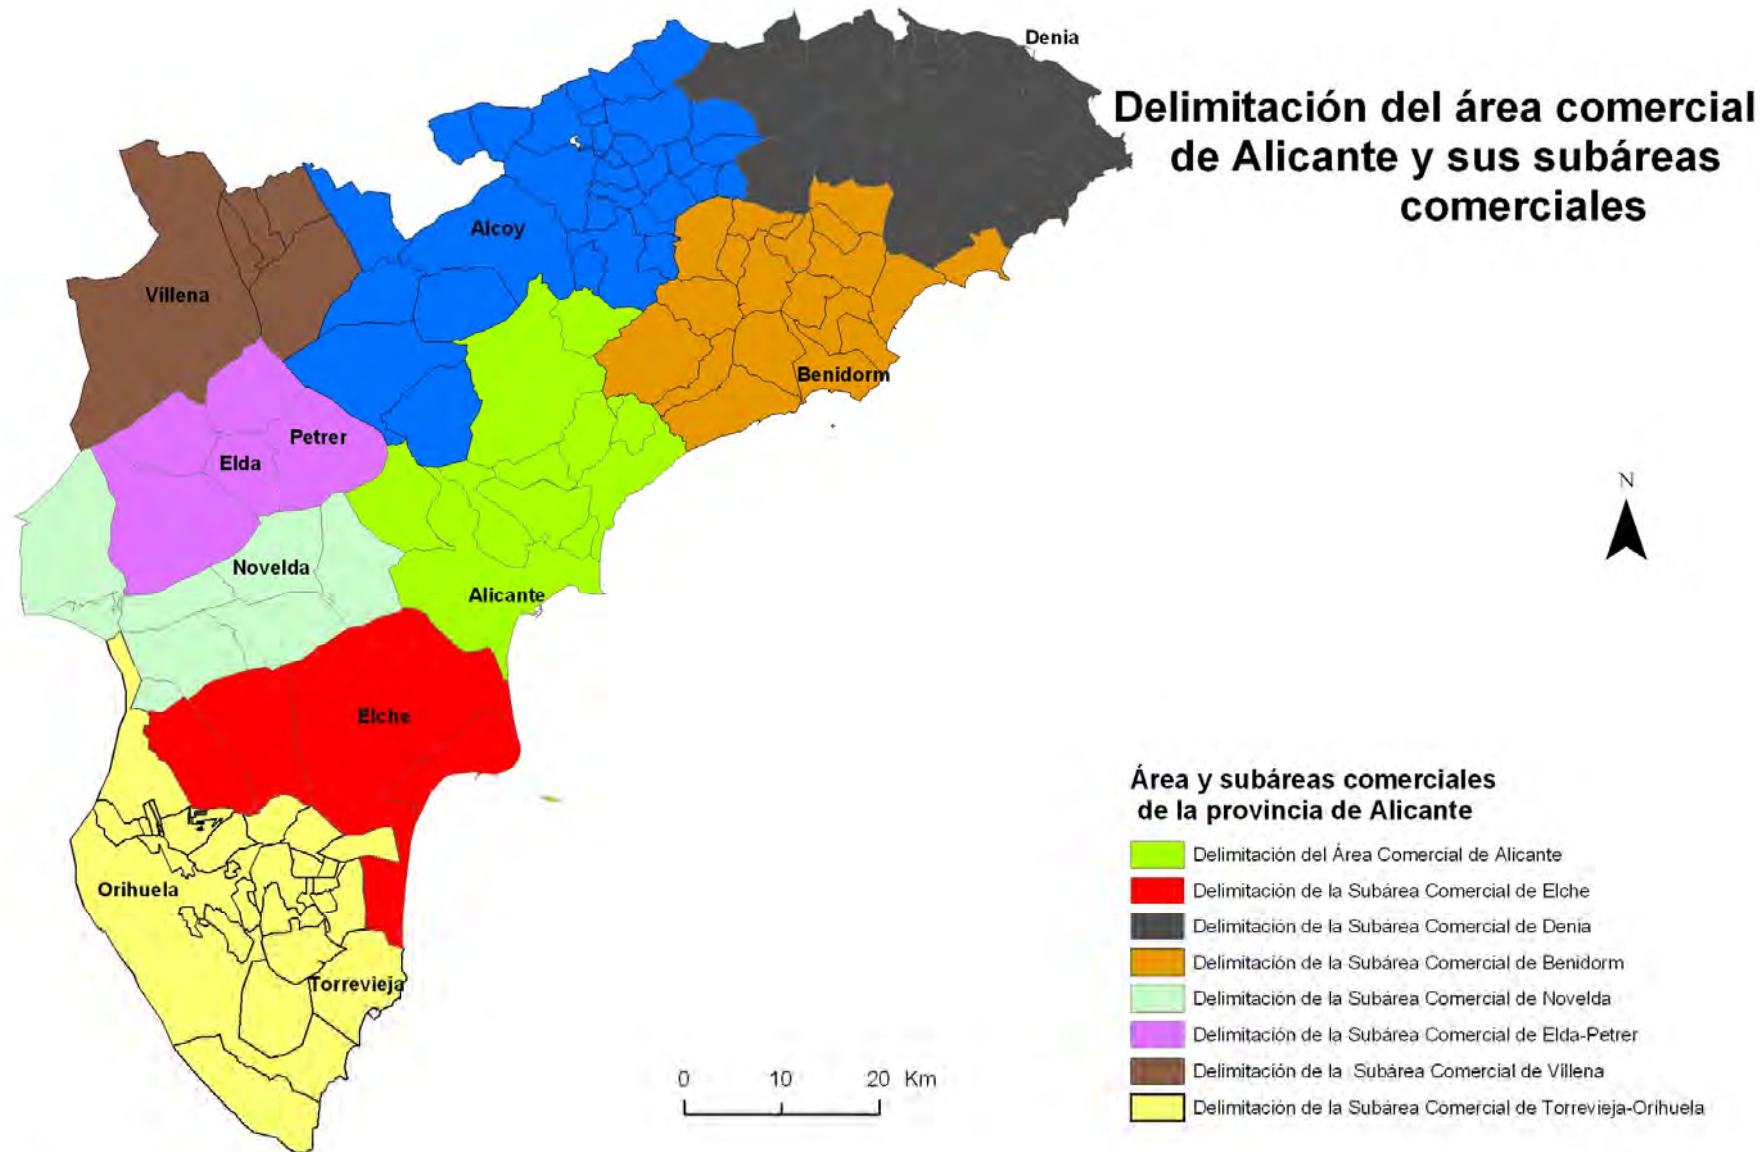 Denia
Delimitación del área comercial
de Alicante y sus subáreas
comerciales
Alcoy
Villena
Benidorm
Petrer
Elda
N
Novelda
Alicante
Elche
Orihuela
Torrevieja
0 10 20 Km
Área y subáreas comerciales
de la provincia de Alicante
Delimitación del Área Comercial de Alicante
Delimitación de la Subárea Comercial de Elche
Delimitación de la Subárea Comercial de Denia
Delimitación de la Subárea Comercial de Benidorm
Delimitación de la Subárea Comercial de Novelda
Delimitación de la Subárea Comercial de Elda-Petrer
Delimitación de la Subárea Comercial de Villena
Delimitación de la Subárea Comercial de Torrevieja-Orihuela